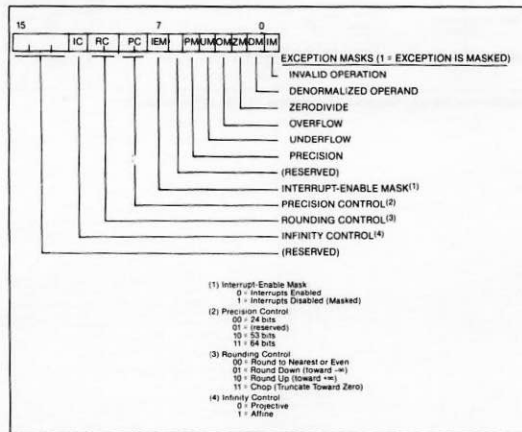 15 7 0
IC RC PC IEM PM UM OM ZM DM IM
EXCEPTION MASKS (1 = EXCEPTION IS MASKED)
INVALID OPERATION
DENORMALIZED OPERAND
ZERODIVIDE
OVERFLOW
UNDERFLOW
PRECISION
(RESERVED)
INTERRUPT-ENABLE MASK(1)
PRECISION CONTROL(2)
ROUNDING CONTROL(3)
INFINITY CONTROL(4)
(RESERVED)
(1) Interrupt-Enable Mask
0 = Interrupts Enabled
1 = Interrupts Disabled (Masked)
(2) Precision Control
00 = 24 bits
01 = (reserved)
10 = 53 bits
11 = 64 bits
(3) Rounding Control
00 = Round to Nearest or Even
01 = Round Down (toward -∞)
10 = Round Up (toward +∞)
11 = Chop (Truncate Toward Zero)
(4) Infinity Control
0 = Projective
1 = Affine